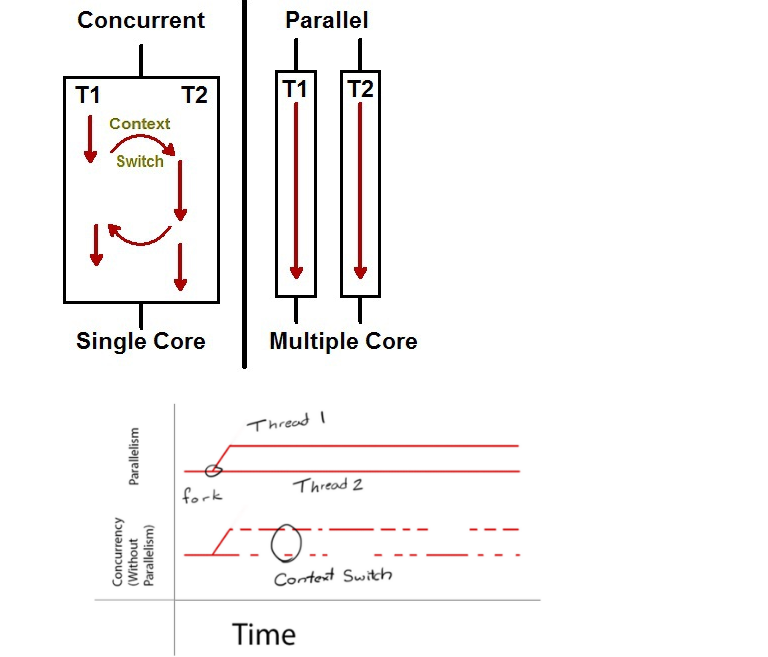 Concurrent
Parallel
T1
T2
Context
Switch
T1
T2
Single Core
Multiple Core
Parallelism
Thread 1
fork
Thread 2
Concurrency
(Without
Parallelism)
Context Switch
Time